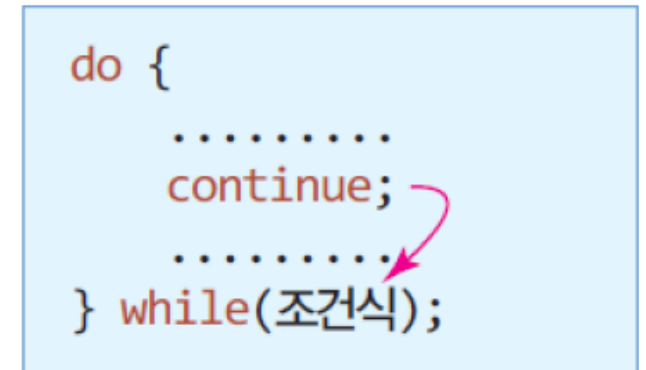 do {
.........
continue;
.........
} while(조건식);